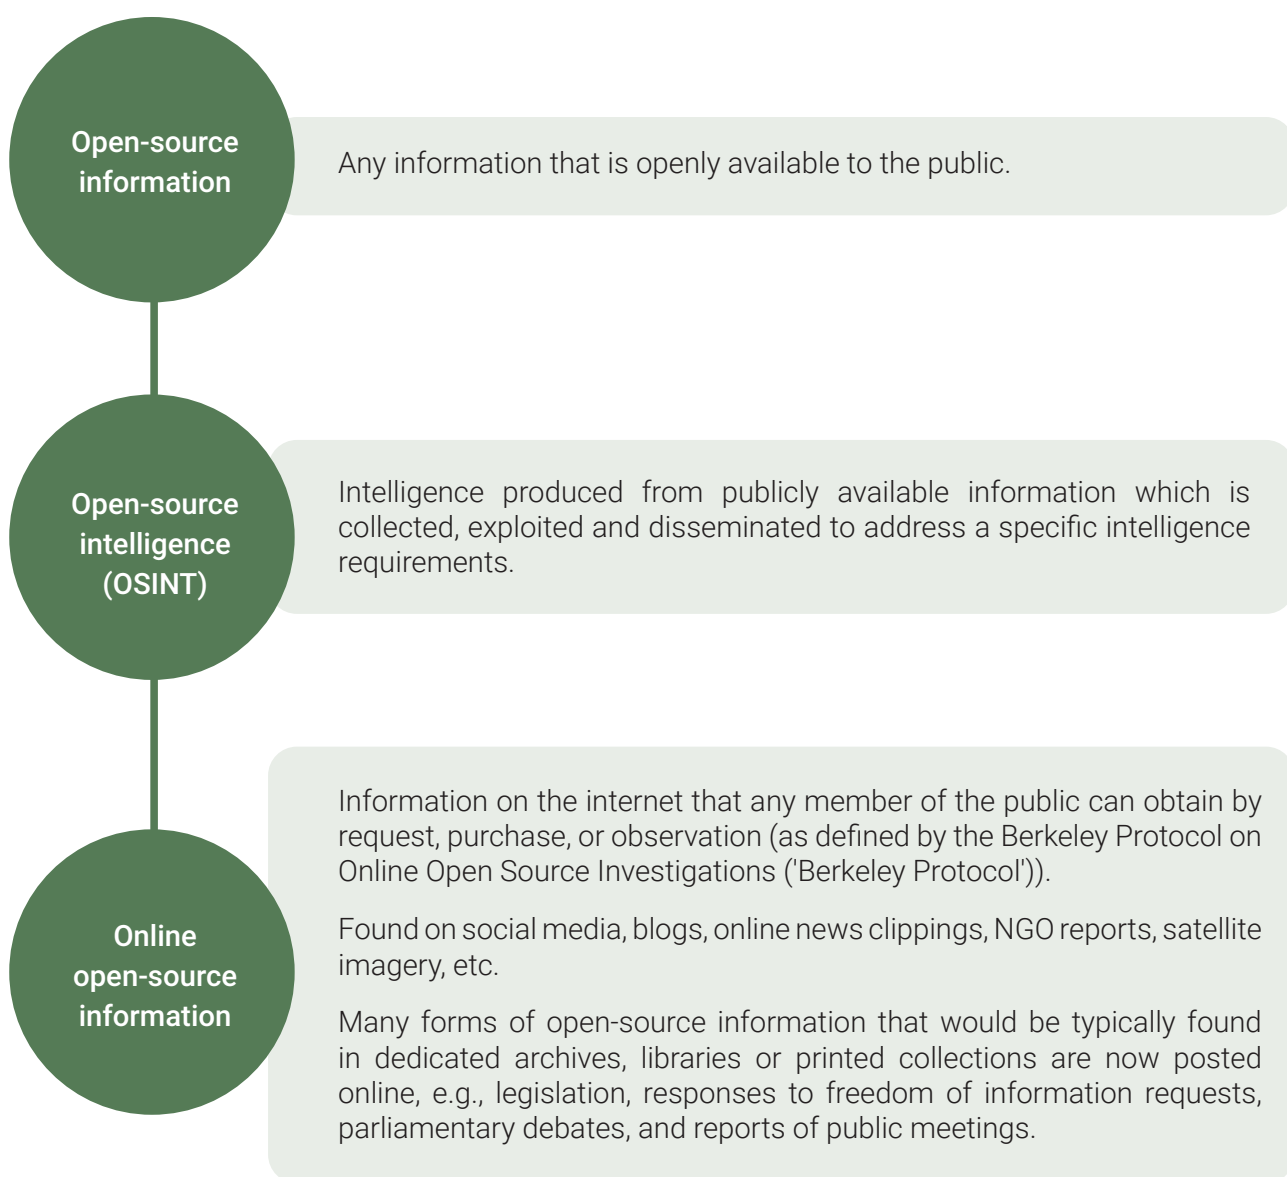 Open-source
information
Any information that is openly available to the public.
Open-source
intelligence
(OSINT)
Intelligence produced from publicly available information which is
collected, exploited and disseminated to address a specific intelligence
requirements.
Online
open-source
information
Information on the internet that any member of the public can obtain by
request, purchase, or observation (as defined by the Berkeley Protocol on
Online Open Source Investigations ('Berkeley Protocol')).
Found on social media, blogs, online news clippings, NGO reports, satellite
imagery, etc.
Many forms of open-source information that would be typically found
in dedicated archives, libraries or printed collections are now posted
online, e.g., legislation, responses to freedom of information requests,
parliamentary debates, and reports of public meetings.